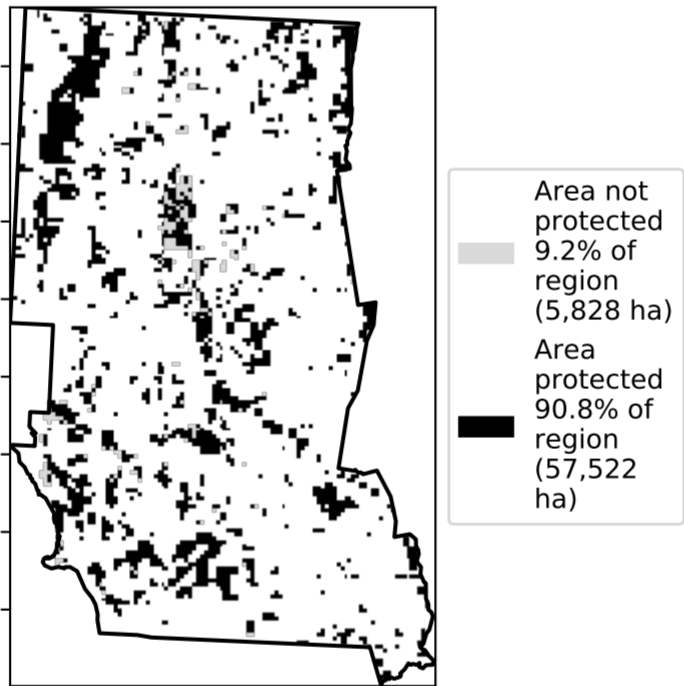 Area not
protected
9.2% of
region
(5,828 ha)
Area
protected
90.8% of
region
(57,522
ha)